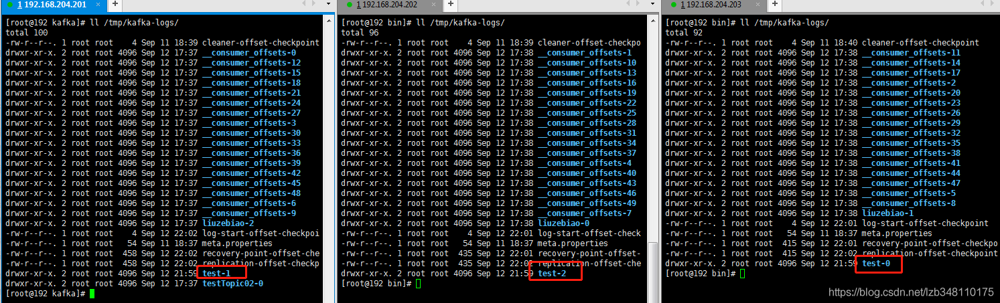 1 192.168.204.201
[root@192 kafka]# ll /tmp/kafka-logs/
total 100
-rw-r--r--. 1 root root    4 Sep 11 18:39 cleaner-offset-checkpoint
drwxr-xr-x. 2 root root 4096 Sep 12 17:37 __consumer_offsets-0
drwxr-xr-x. 2 root root 4096 Sep 12 17:37 __consumer_offsets-12
drwxr-xr-x. 2 root root 4096 Sep 12 17:37 __consumer_offsets-15
drwxr-xr-x. 2 root root 4096 Sep 12 17:37 __consumer_offsets-18
drwxr-xr-x. 2 root root 4096 Sep 12 17:37 __consumer_offsets-21
drwxr-xr-x. 2 root root 4096 Sep 12 17:37 __consumer_offsets-24
drwxr-xr-x. 2 root root 4096 Sep 12 17:37 __consumer_offsets-27
drwxr-xr-x. 2 root root 4096 Sep 12 17:37 __consumer_offsets-3
drwxr-xr-x. 2 root root 4096 Sep 12 17:37 __consumer_offsets-30
drwxr-xr-x. 2 root root 4096 Sep 12 17:37 __consumer_offsets-33
drwxr-xr-x. 2 root root 4096 Sep 12 17:37 __consumer_offsets-36
drwxr-xr-x. 2 root root 4096 Sep 12 17:37 __consumer_offsets-39
drwxr-xr-x. 2 root root 4096 Sep 12 17:37 __consumer_offsets-42
drwxr-xr-x. 2 root root 4096 Sep 12 17:37 __consumer_offsets-45
drwxr-xr-x. 2 root root 4096 Sep 12 17:37 __consumer_offsets-48
drwxr-xr-x. 2 root root 4096 Sep 12 17:37 __consumer_offsets-6
drwxr-xr-x. 2 root root 4096 Sep 12 17:37 __consumer_offsets-9
drwxr-xr-x. 2 root root 4096 Sep 12 17:37 liuzebiao-2
-rw-r--r--. 1 root root    4 Sep 12 22:02 log-start-offset-checkpoi
-rw-r--r--. 1 root root   54 Sep 11 18:37 meta.properties
-rw-r--r--. 1 root root  458 Sep 12 22:02 recovery-point-offset-che
-rw-r--r--. 1 root root  458 Sep 12 22:02 replication-offset-checkp
drwxr-xr-x. 2 root root 4096 Sep 12 21:59 test-1
drwxr-xr-x. 2 root root 4096 Sep 12 17:37 testTopic02-0
[root@192 kafka]#
1 192.168.204.202
[root@192 bin]# ll /tmp/kafka-logs/
total 96
-rw-r--r--. 1 root root    4 Sep 11 18:39 cleaner-offset-checkpo
drwxr-xr-x. 2 root root 4096 Sep 12 17:38 __consumer_offsets-1
drwxr-xr-x. 2 root root 4096 Sep 12 17:38 __consumer_offsets-10
drwxr-xr-x. 2 root root 4096 Sep 12 17:38 __consumer_offsets-13
drwxr-xr-x. 2 root root 4096 Sep 12 17:38 __consumer_offsets-16
drwxr-xr-x. 2 root root 4096 Sep 12 17:38 __consumer_offsets-19
drwxr-xr-x. 2 root root 4096 Sep 12 17:38 __consumer_offsets-22
drwxr-xr-x. 2 root root 4096 Sep 12 17:38 __consumer_offsets-25
drwxr-xr-x. 2 root root 4096 Sep 12 17:38 __consumer_offsets-28
drwxr-xr-x. 2 root root 4096 Sep 12 17:38 __consumer_offsets-31
drwxr-xr-x. 2 root root 4096 Sep 12 17:38 __consumer_offsets-34
drwxr-xr-x. 2 root root 4096 Sep 12 17:38 __consumer_offsets-37
drwxr-xr-x. 2 root root 4096 Sep 12 17:38 __consumer_offsets-4
drwxr-xr-x. 2 root root 4096 Sep 12 17:38 __consumer_offsets-40
drwxr-xr-x. 2 root root 4096 Sep 12 17:38 __consumer_offsets-43
drwxr-xr-x. 2 root root 4096 Sep 12 17:38 __consumer_offsets-46
drwxr-xr-x. 2 root root 4096 Sep 12 17:38 __consumer_offsets-49
drwxr-xr-x. 2 root root 4096 Sep 12 17:38 __consumer_offsets-7
drwxr-xr-x. 2 root root 4096 Sep 12 17:38 liuzebiao-0
-rw-r--r--. 1 root root    4 Sep 12 22:01 log-start-offset-check
-rw-r--r--. 1 root root   54 Sep 11 18:37 meta.properties
-rw-r--r--. 1 root root  435 Sep 12 22:01 recovery-point-offset-
-rw-r--r--. 1 root root  435 Sep 12 22:02 replication-offset-che
drwxr-xr-x. 2 root root 4096 Sep 12 21:59 test-2
[root@192 bin]#
1 192.168.204.203
[root@192 bin]# ll /tmp/kafka-logs/
total 92
-rw-r--r--. 1 root root    4 Sep 11 18:40 cleaner-offset-checkpoint
drwxr-xr-x. 2 root root 4096 Sep 12 17:38 __consumer_offsets-11
drwxr-xr-x. 2 root root 4096 Sep 12 17:38 __consumer_offsets-14
drwxr-xr-x. 2 root root 4096 Sep 12 17:38 __consumer_offsets-17
drwxr-xr-x. 2 root root 4096 Sep 12 17:38 __consumer_offsets-2
drwxr-xr-x. 2 root root 4096 Sep 12 17:38 __consumer_offsets-20
drwxr-xr-x. 2 root root 4096 Sep 12 17:38 __consumer_offsets-23
drwxr-xr-x. 2 root root 4096 Sep 12 17:38 __consumer_offsets-26
drwxr-xr-x. 2 root root 4096 Sep 12 17:38 __consumer_offsets-29
drwxr-xr-x. 2 root root 4096 Sep 12 17:38 __consumer_offsets-32
drwxr-xr-x. 2 root root 4096 Sep 12 17:38 __consumer_offsets-35
drwxr-xr-x. 2 root root 4096 Sep 12 17:38 __consumer_offsets-38
drwxr-xr-x. 2 root root 4096 Sep 12 17:38 __consumer_offsets-41
drwxr-xr-x. 2 root root 4096 Sep 12 17:38 __consumer_offsets-44
drwxr-xr-x. 2 root root 4096 Sep 12 17:38 __consumer_offsets-47
drwxr-xr-x. 2 root root 4096 Sep 12 17:38 __consumer_offsets-5
drwxr-xr-x. 2 root root 4096 Sep 12 17:38 __consumer_offsets-8
drwxr-xr-x. 2 root root 4096 Sep 12 17:38 liuzebiao-1
-rw-r--r--. 1 root root    4 Sep 12 22:01 log-start-offset-checkpoint
-rw-r--r--. 1 root root   54 Sep 11 18:37 meta.properties
-rw-r--r--. 1 root root  415 Sep 12 22:01 recovery-point-offset-checkpo
-rw-r--r--. 1 root root  415 Sep 12 22:02 replication-offset-checkpoint
drwxr-xr-x. 2 root root 4096 Sep 12 21:59 test-0
[root@192 bin]#
https://blog.csdn.net/lzb348110175